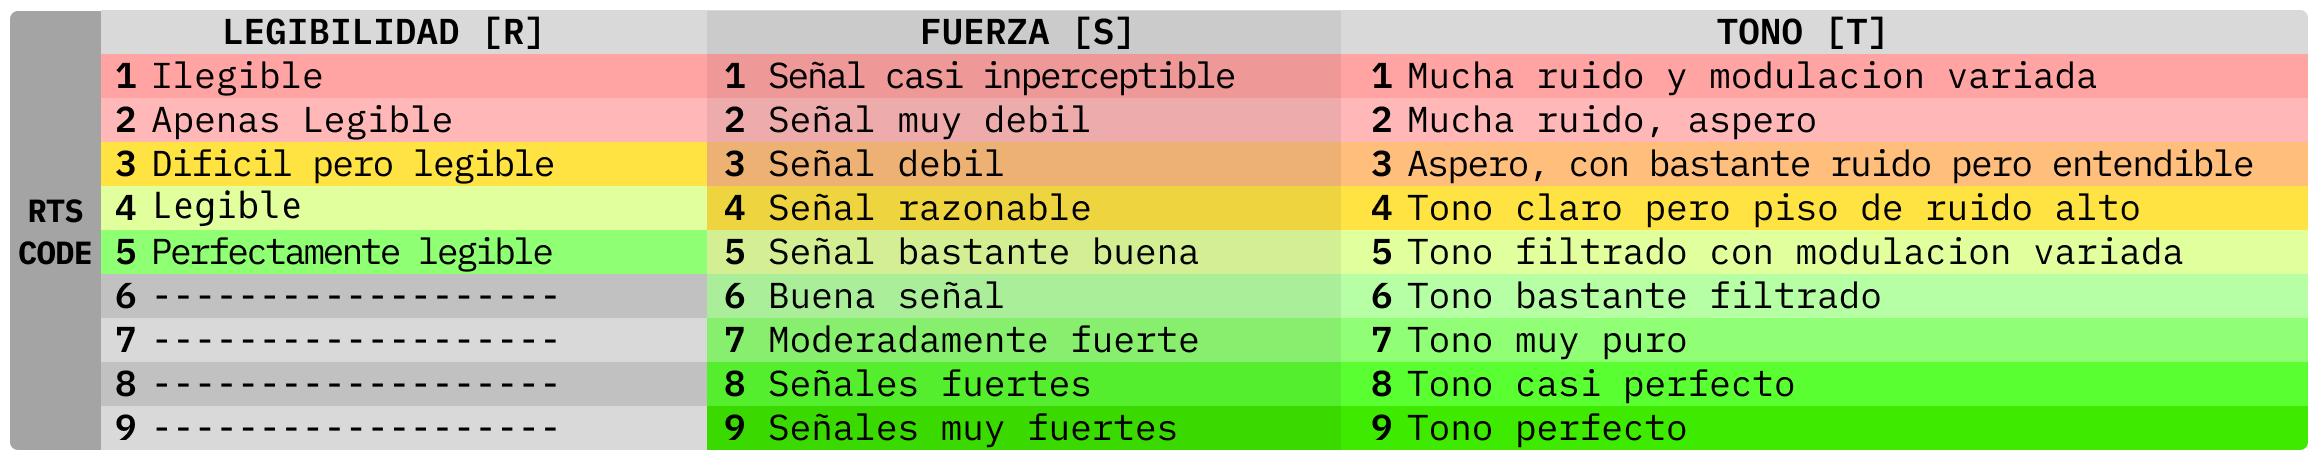 LEGIBILIDAD [R] FUERZA [S] TONO [T]
1 Ilegible 1 Señal casi inperceptible 1 Mucha ruido y modulacion variada
2 Apenas Legible 2 Señal muy debil 2 Mucha ruido, aspero
3 Dificil pero legible 3 Señal debil 3 Aspero, con bastante ruido pero entendible
RTS 4 Legible 4 Señal razonable 4 Tono claro pero piso de ruido alto
CODE 5 Perfectamente legible 5 Señal bastante buena 5 Tono filtrado con modulacion variada
6 ------------------- 6 Buena señal 6 Tono bastante filtrado
7 ------------------- 7 Moderadamente fuerte 7 Tono muy puro
8 ------------------- 8 Señales fuertes 8 Tono casi perfecto
9 ------------------- 9 Señales muy fuertes 9 Tono perfecto